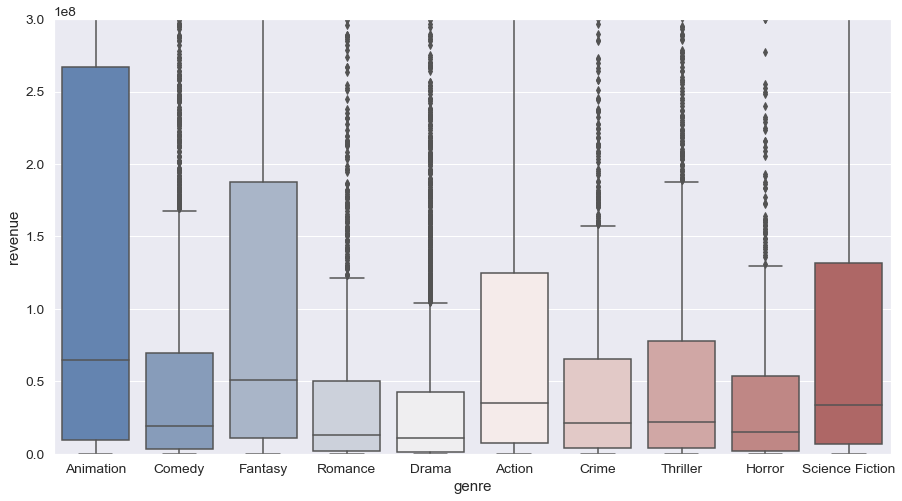 1e8
3.0
2.5
2.0
1.5
1.0
0.5
0.0
revenue
Animation Comedy Fantasy Romance Drama Action Crime Thriller Horror Science Fiction
genre